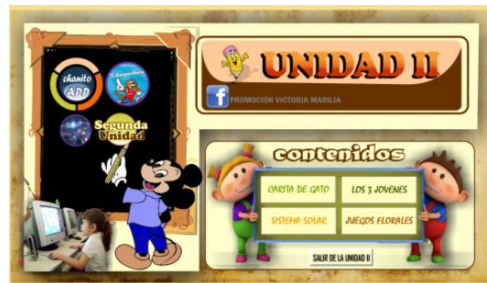 chanito
APP
Segunda
Unidad
UNIDAD II
f
PROMOCIÓN VICTORIA MARILIA
contenidos
CARITA DE GATO
LOS 3 JOVENES
SISTEMA SOLAR
JUEGOS FLORALES
SALIR DE LA UNIDAD II